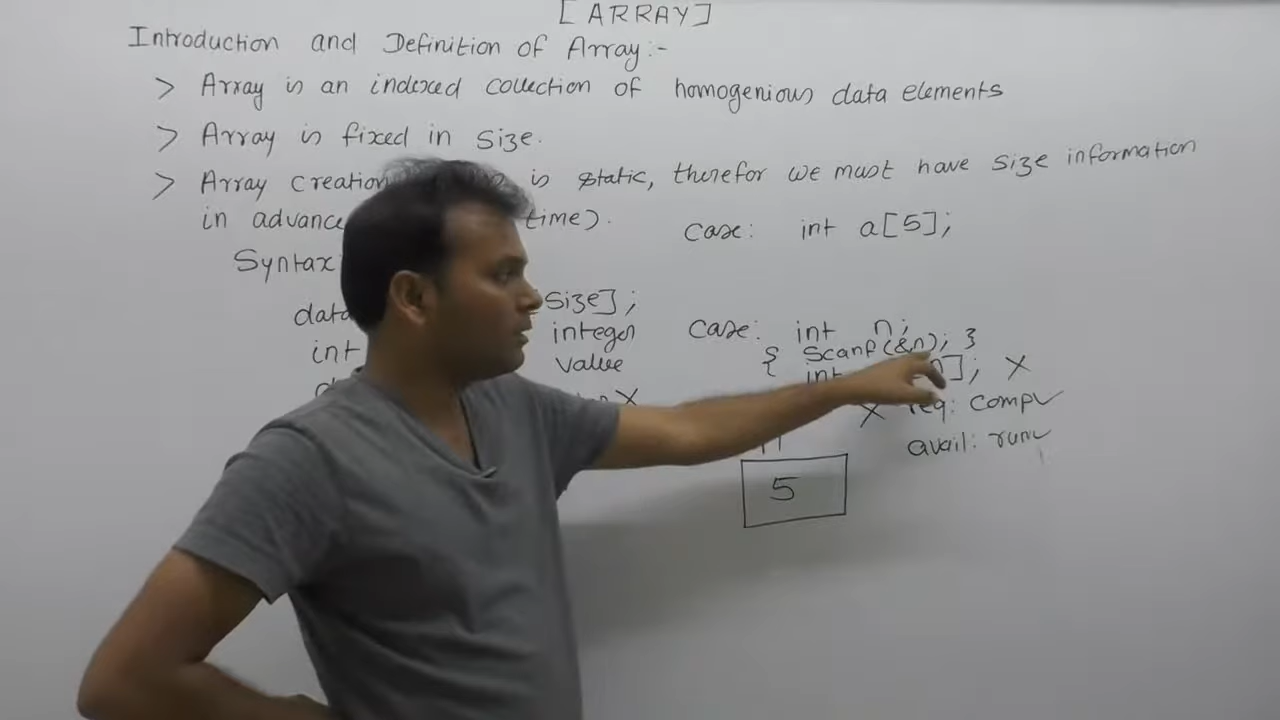 [ARRAY]
Introduction and Definition of Array:-
> Array is an indexed collection of homogenious data elements
> Array is fixed in size.
> Array creation is static, therefor we must have size information
in advance time).
case: int a[5];
Syntax
data size];
int integer
value
case: int n;
{ Scanf(&n); }
int n]; X
X req: comp✓
avail: run✓
5